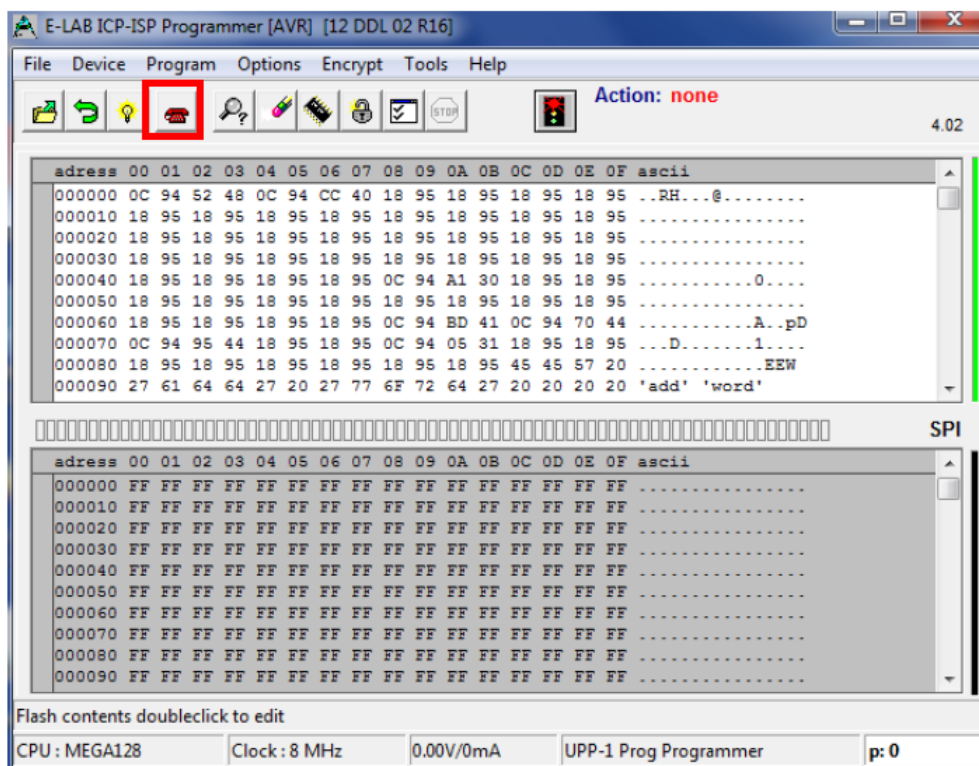 E-LAB ICP-ISP Programmer [AVR] [12 DDL 02 R16]
File Device Program Options Encrypt Tools Help
STOP
Action: none
4.02
adress 00 01 02 03 04 05 06 07 08 09 0A 0B 0C 0D 0E 0F ascii
000000 0C 94 52 48 0C 94 CC 40 18 95 18 95 18 95 18 95 ..RH...@........
000010 18 95 18 95 18 95 18 95 18 95 18 95 18 95 18 95 ................
000020 18 95 18 95 18 95 18 95 18 95 18 95 18 95 18 95 ................
000030 18 95 18 95 18 95 18 95 18 95 18 95 18 95 18 95 ................
000040 18 95 18 95 18 95 18 95 0C 94 A1 30 18 95 18 95 ...........0....
000050 18 95 18 95 18 95 18 95 18 95 18 95 18 95 18 95 ................
000060 18 95 18 95 18 95 18 95 0C 94 BD 41 0C 94 70 44 ...........A..pD
000070 0C 94 95 44 18 95 18 95 0C 94 05 31 18 95 18 95 ...D.......1....
000080 18 95 18 95 18 95 18 95 18 95 18 95 45 45 57 20 ............EEW
000090 27 61 64 64 27 20 27 77 6F 72 64 27 20 20 20 20 'add' 'word'
SPI
adress 00 01 02 03 04 05 06 07 08 09 0A 0B 0C 0D 0E 0F ascii
000000 FF FF FF FF FF FF FF FF FF FF FF FF FF FF FF FF ................
000010 FF FF FF FF FF FF FF FF FF FF FF FF FF FF FF FF ................
000020 FF FF FF FF FF FF FF FF FF FF FF FF FF FF FF FF ................
000030 FF FF FF FF FF FF FF FF FF FF FF FF FF FF FF FF ................
000040 FF FF FF FF FF FF FF FF FF FF FF FF FF FF FF FF ................
000050 FF FF FF FF FF FF FF FF FF FF FF FF FF FF FF FF ................
000060 FF FF FF FF FF FF FF FF FF FF FF FF FF FF FF FF ................
000070 FF FF FF FF FF FF FF FF FF FF FF FF FF FF FF FF ................
000080 FF FF FF FF FF FF FF FF FF FF FF FF FF FF FF FF ................
000090 FF FF FF FF FF FF FF FF FF FF FF FF FF FF FF FF ................
Flash contents doubleclick to edit
CPU : MEGA128 Clock : 8 MHz 0.00V/0mA UPP-1 Prog Programmer p: 0